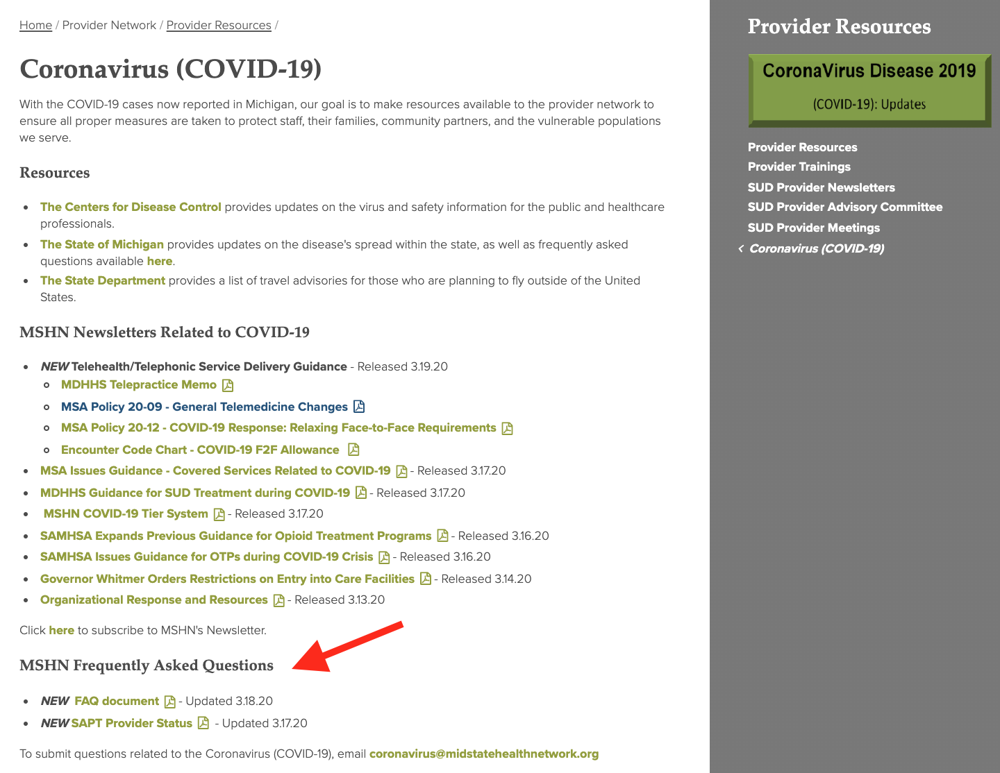 Home / Provider Network / Provider Resources /
Coronavirus (COVID-19)
With the COVID-19 cases now reported in Michigan, our goal is to make resources available to the provider network to
ensure all proper measures are taken to protect staff, their families, community partners, and the vulnerable populations
we serve.
Resources
• The Centers for Disease Control provides updates on the virus and safety information for the public and healthcare
professionals.
• The State of Michigan provides updates on the disease's spread within the state, as well as frequently asked
questions available here.
• The State Department provides a list of travel advisories for those who are planning to fly outside of the United
States.
MSHN Newsletters Related to COVID-19
• NEW Telehealth/Telephonic Service Delivery Guidance - Released 3.19.20
MDHHS Telepractice Memo
MSA Policy 20-09 - General Telemedicine Changes
MSA Policy 20-12 - COVID-19 Response: Relaxing Face-to-Face Requirements
Encounter Code Chart - COVID-19 F2F Allowance
• MSA Issues Guidance - Covered Services Related to COVID-19 - Released 3.17.20
• MDHHS Guidance for SUD Treatment during COVID-19 - Released 3.17.20
• MSHN COVID-19 Tier System - Released 3.17.20
• SAMHSA Expands Previous Guidance for Opioid Treatment Programs - Released 3.16.20
• SAMHSA Issues Guidance for OTPs during COVID-19 Crisis - Released 3.16.20
• Governor Whitmer Orders Restrictions on Entry into Care Facilities - Released 3.14.20
• Organizational Response and Resources - Released 3.13.20
Click here to subscribe to MSHN's Newsletter.
MSHN Frequently Asked Questions
• NEW FAQ document - Updated 3.18.20
• NEW SAPT Provider Status - Updated 3.17.20
To submit questions related to the Coronavirus (COVID-19), email coronavirus@midstatehealthnetwork.org
Provider Resources
CoronaVirus Disease 2019
(COVID-19): Updates
Provider Resources
Provider Trainings
SUD Provider Newsletters
SUD Provider Advisory Committee
SUD Provider Meetings
< Coronavirus (COVID-19)